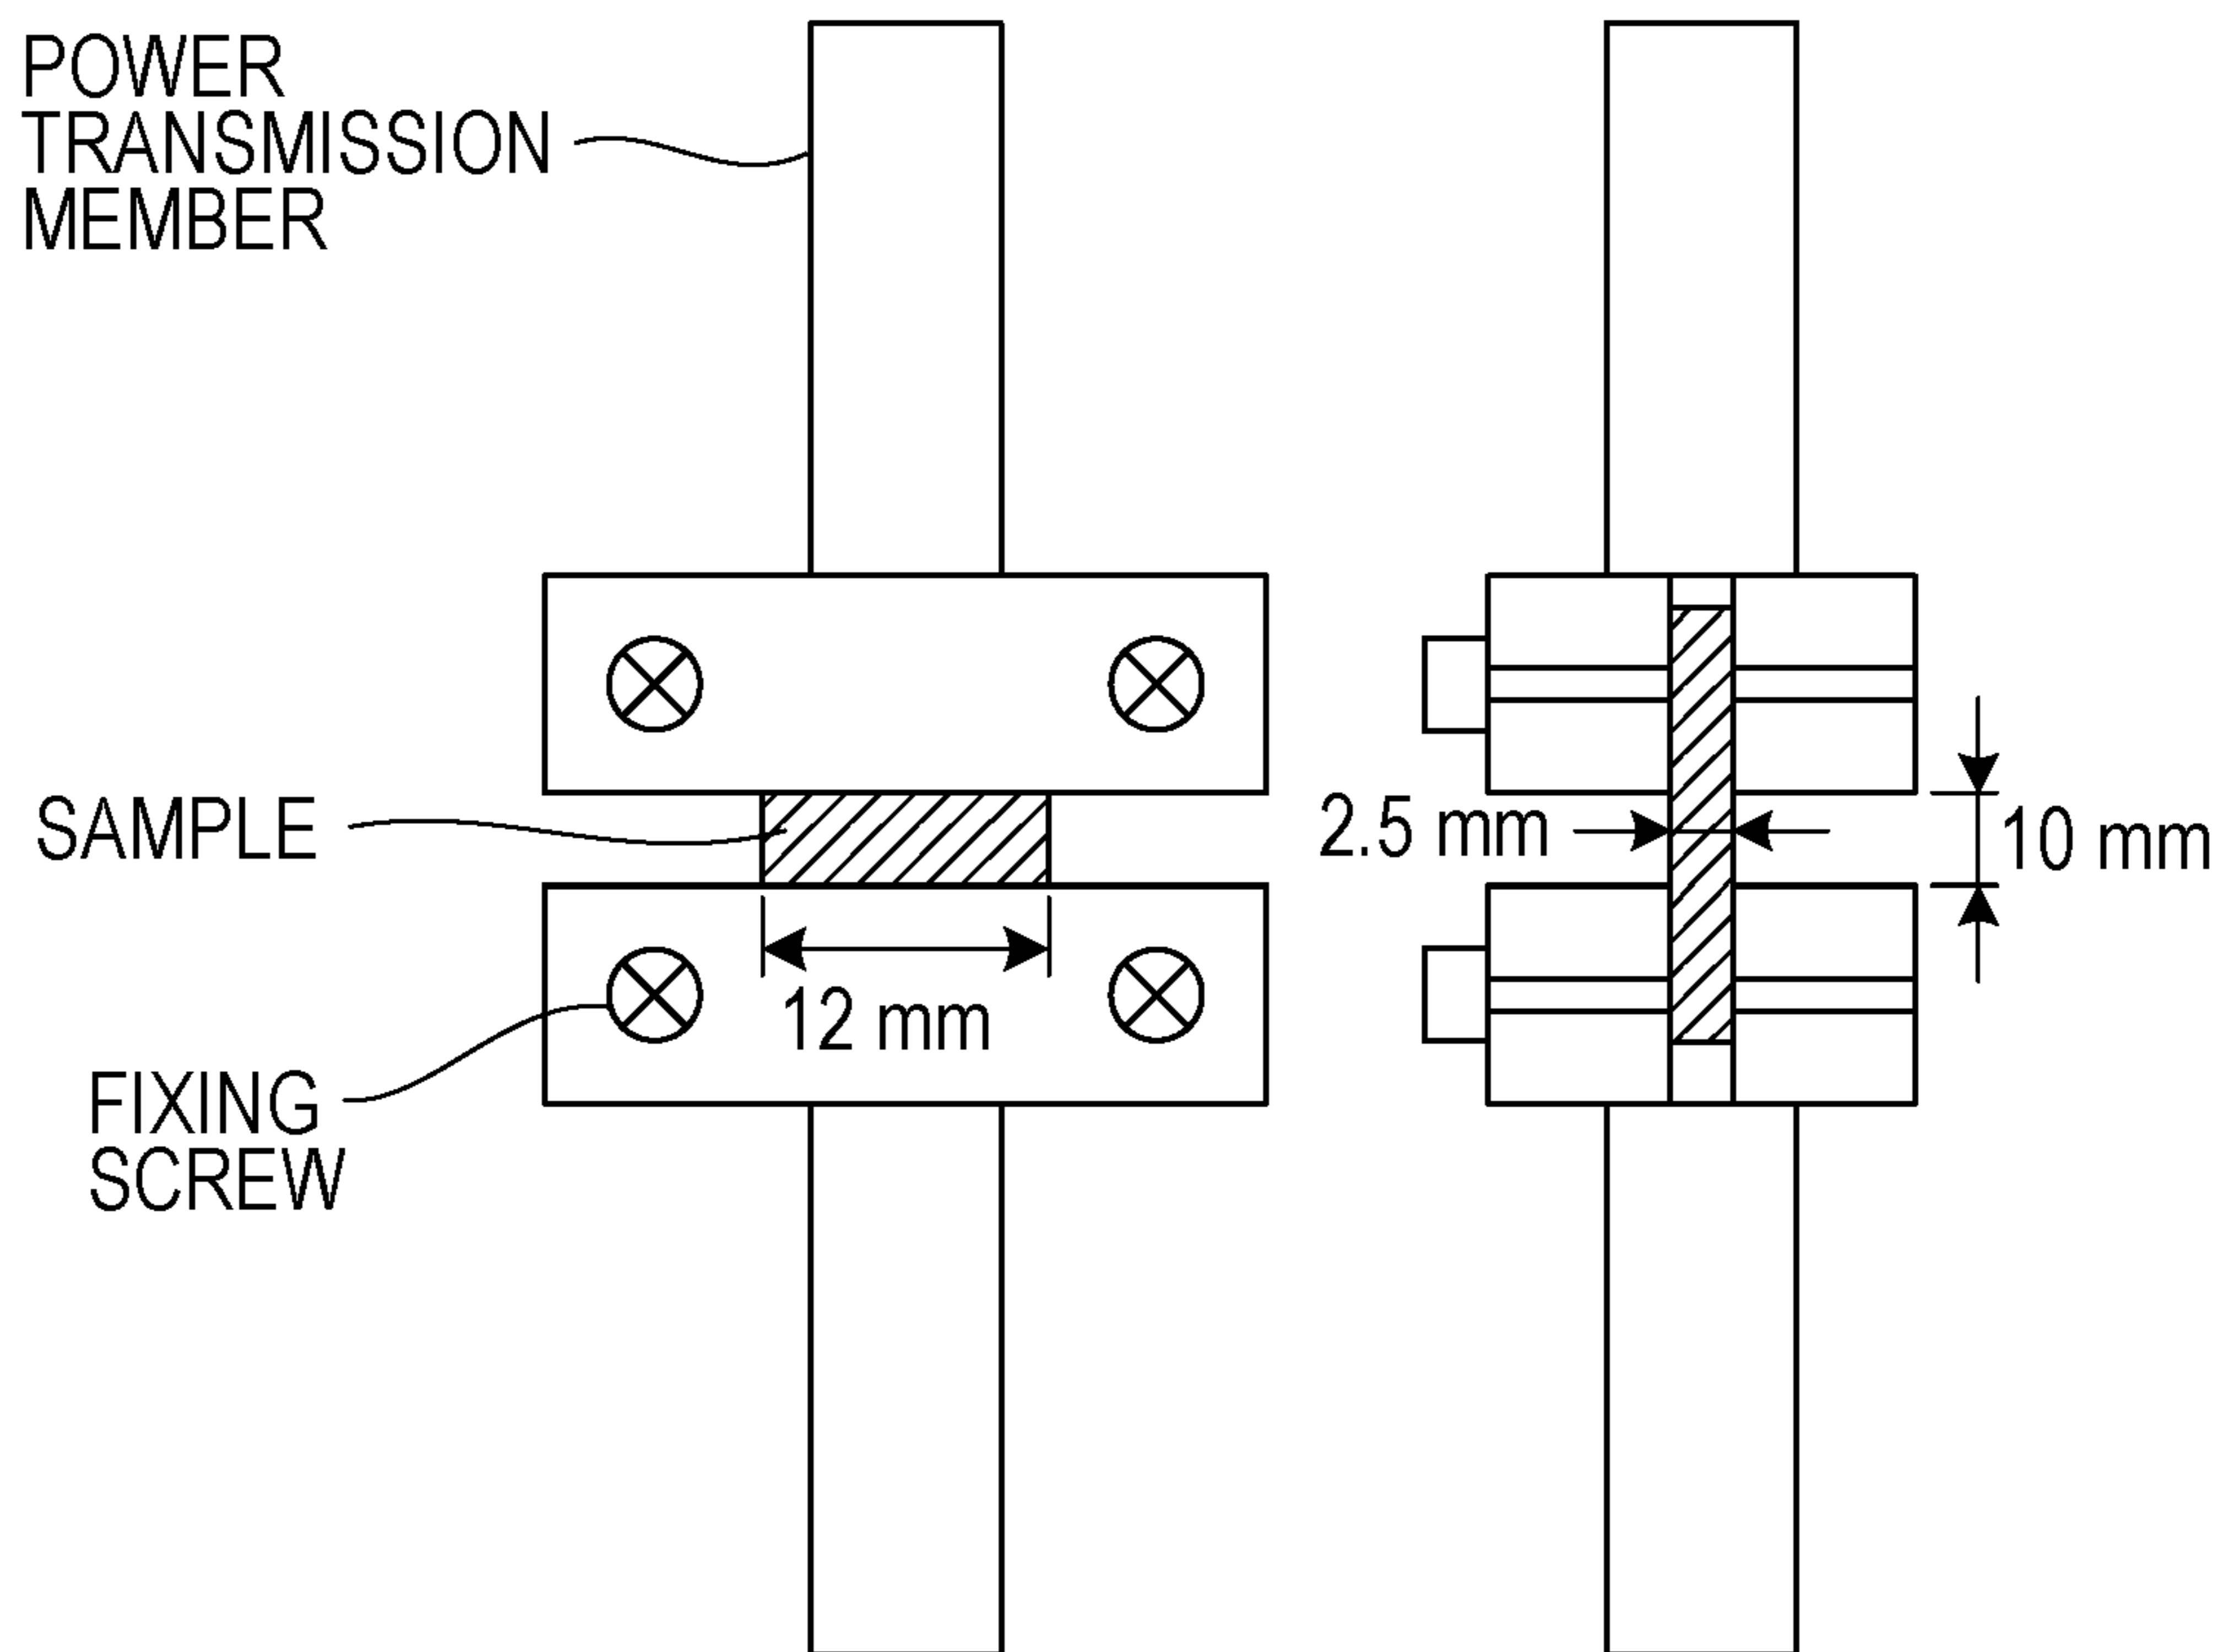 POWER
TRANSMISSION
MEMBER
SAMPLE
2.5 mm
10 mm
12 mm
FIXING
SCREW